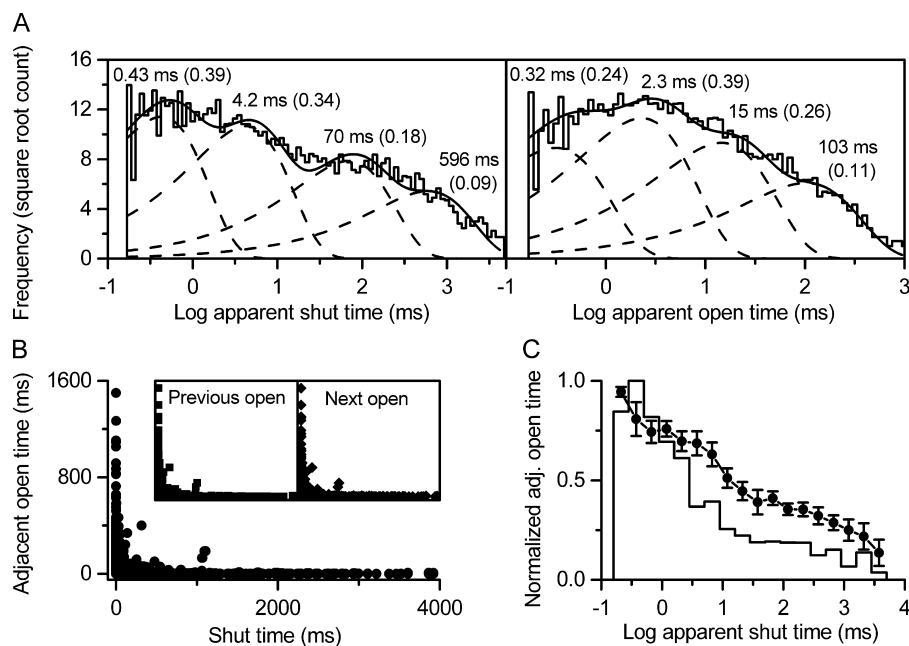 A
Frequency (square root count)
16
12
8
4
0
0.43 ms (0.39)
4.2 ms (0.34)
70 ms (0.18)
596 ms
(0.09)
-1 0 1 2 3
Log apparent shut time (ms)
0.32 ms (0.24)
2.3 ms (0.39)
15 ms (0.26)
103 ms
(0.11)
-1 0 1 2 3
Log apparent open time (ms)
B
Adjacent open time (ms)
1600
800
0
Previous open
Next open
0 2000 4000
Shut time (ms)
C
Normalized adj. open time
1.0
0.5
0.0
-1 0 1 2 3 4
Log apparent shut time (ms)